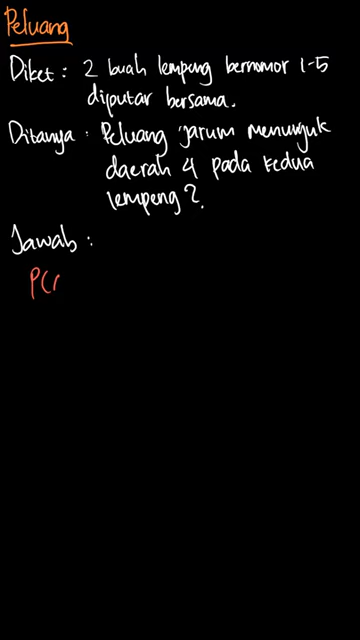 Peluang
Diket : 2 buah lempeng bernomor 1-5
diputar bersama.
Ditanya : Peluang jarum menunjuk
daerah 4 pada kedua
lempeng ?
Jawab :
P(